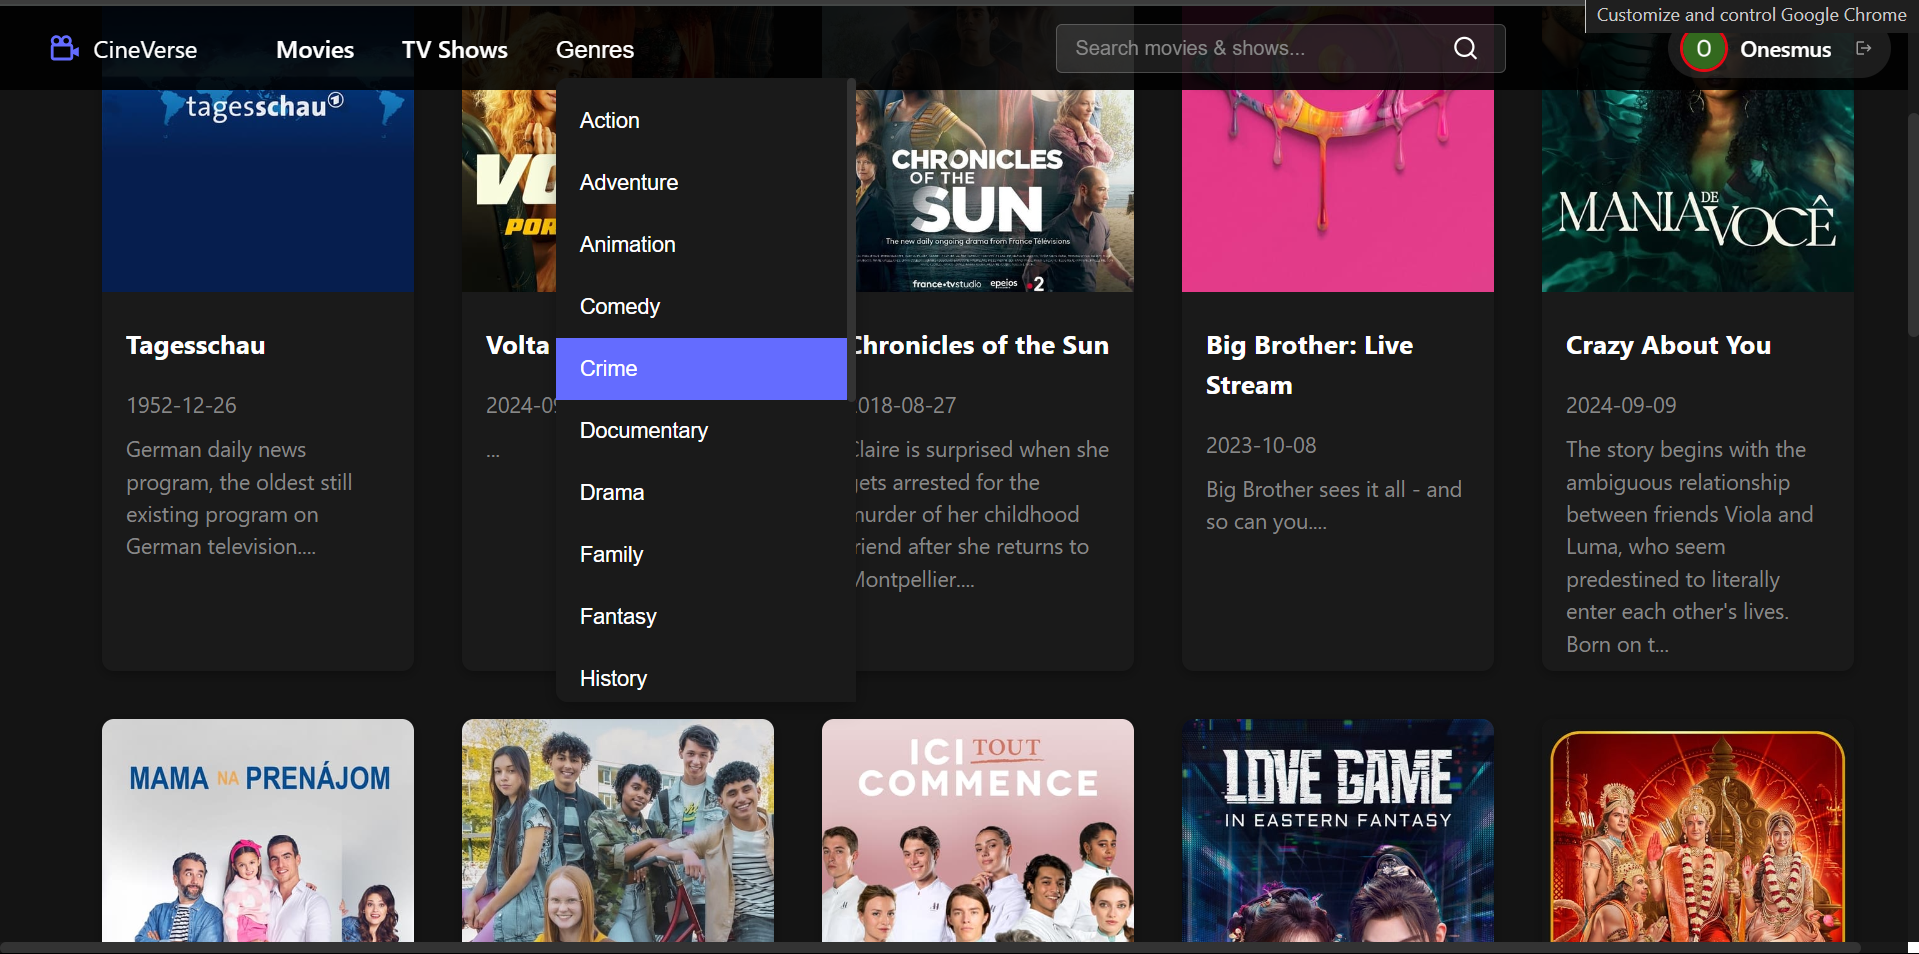 Customize and control Google Chrome
CineVerse
Movies
TV Shows
Genres
Search movies & shows...
O
Onesmus
Action
Adventure
Animation
Comedy
Crime
Documentary
Drama
Family
Fantasy
History
tagesschau
Tagesschau
1952-12-26
German daily news
program, the oldest still
existing program on
German television....
Volta
...
CHRONICLES
OF THE
SUN
The new daily ongoing drama from France Télévisions
france•tvstudio epeios •2
Chronicles of the Sun
018-08-27
Claire is surprised when she
gets arrested for the
murder of her childhood
friend after she returns to
Montpellier....
Big Brother: Live
Stream
2023-10-08
Big Brother sees it all - and
so can you....
MANIA DE VOCÊ
Crazy About You
2024-09-09
The story begins with the
ambiguous relationship
between friends Viola and
Luma, who seem
predestined to literally
enter each other's lives.
Born on t...
MAMA NA PRENÁJOM
ICI TOUT
COMMENCE
LOVE GAME
IN EASTERN FANTASY